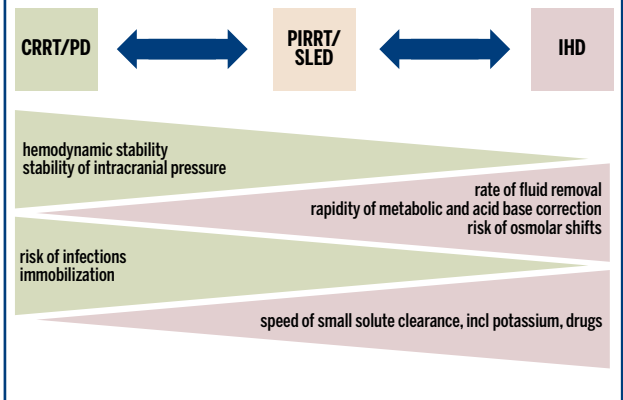 CRRT/PD
PIRRT/
SLED
IHD
hemodynamic stability
stability of intracranial pressure
rate of fluid removal
rapidity of metabolic and acid base correction
risk of osmolar shifts
risk of infections
immobilization
speed of small solute clearance, incl potassium, drugs